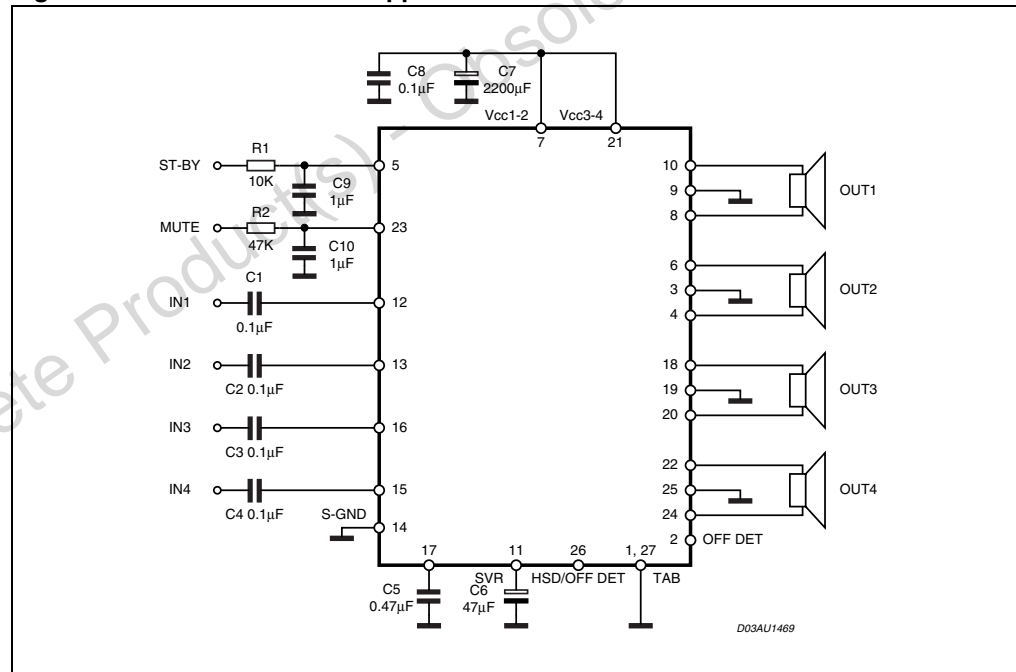 C8
0.1µF
C7
2200µF
Vcc1-2
Vcc3-4
7
21
ST-BY
R1
10K
5
C9
1µF
MUTE
R2
47K
23
C10
1µF
IN1
C1
0.1µF
12
IN2
C2 0.1µF
13
IN3
C3 0.1µF
16
IN4
C4 0.1µF
15
S-GND
14
10
9
8
OUT1
6
3
4
OUT2
18
19
20
OUT3
22
25
24
OUT4
2
OFF DET
17
11
26
1, 27
SVR
HSD/OFF DET
TAB
C5
0.47µF
C6
47µF
D03AU1469
ete Product(s) - Obsol